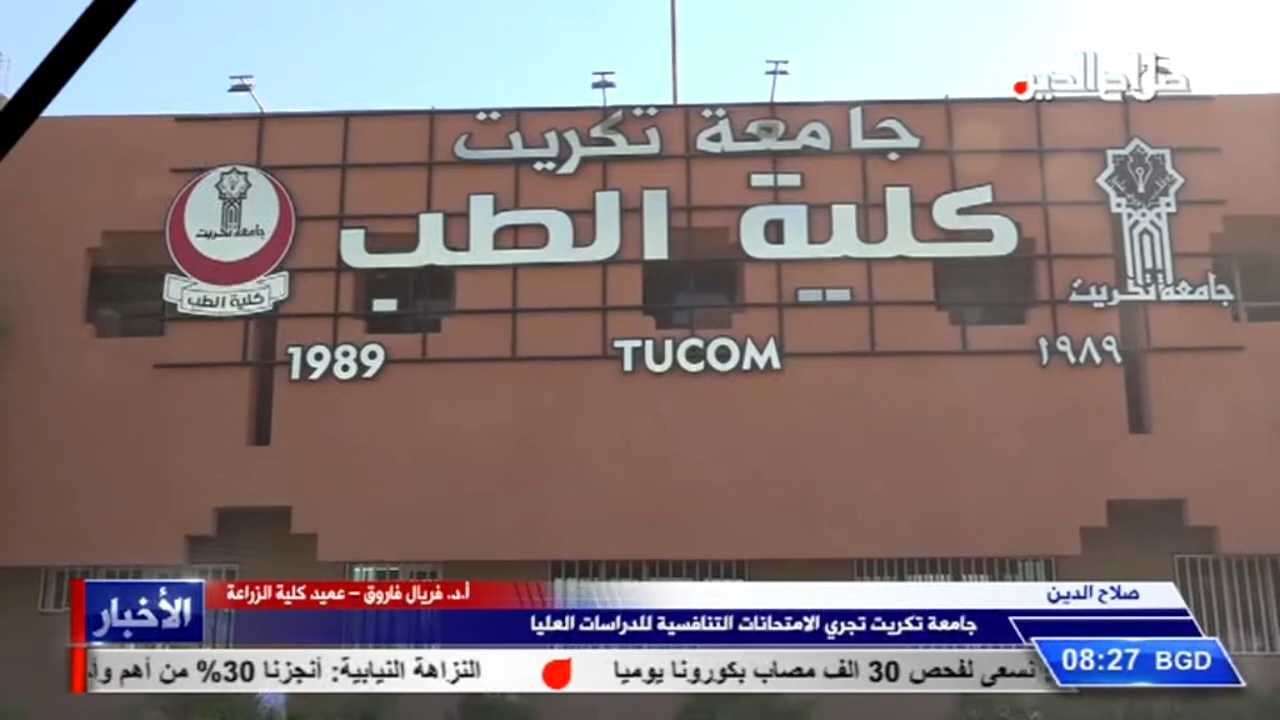 صلاح الدين
جامعة تكريت
كلية الطب
جامعة تكريت
كلية الطب
جامعة تكريت
1989
TUCOM
١٩٨٩
أ.د. فريال فاروق – عميد كلية الزراعة
صلاح الدين
الأخبار
جامعة تكريت تجري الامتحانات التنافسية للدراسات العليا
نسعى لفحص 30 الف مصاب بكورونا يوميا
النزاهة النيابية: أنجزنا 30% من أهم
08:27 BGD